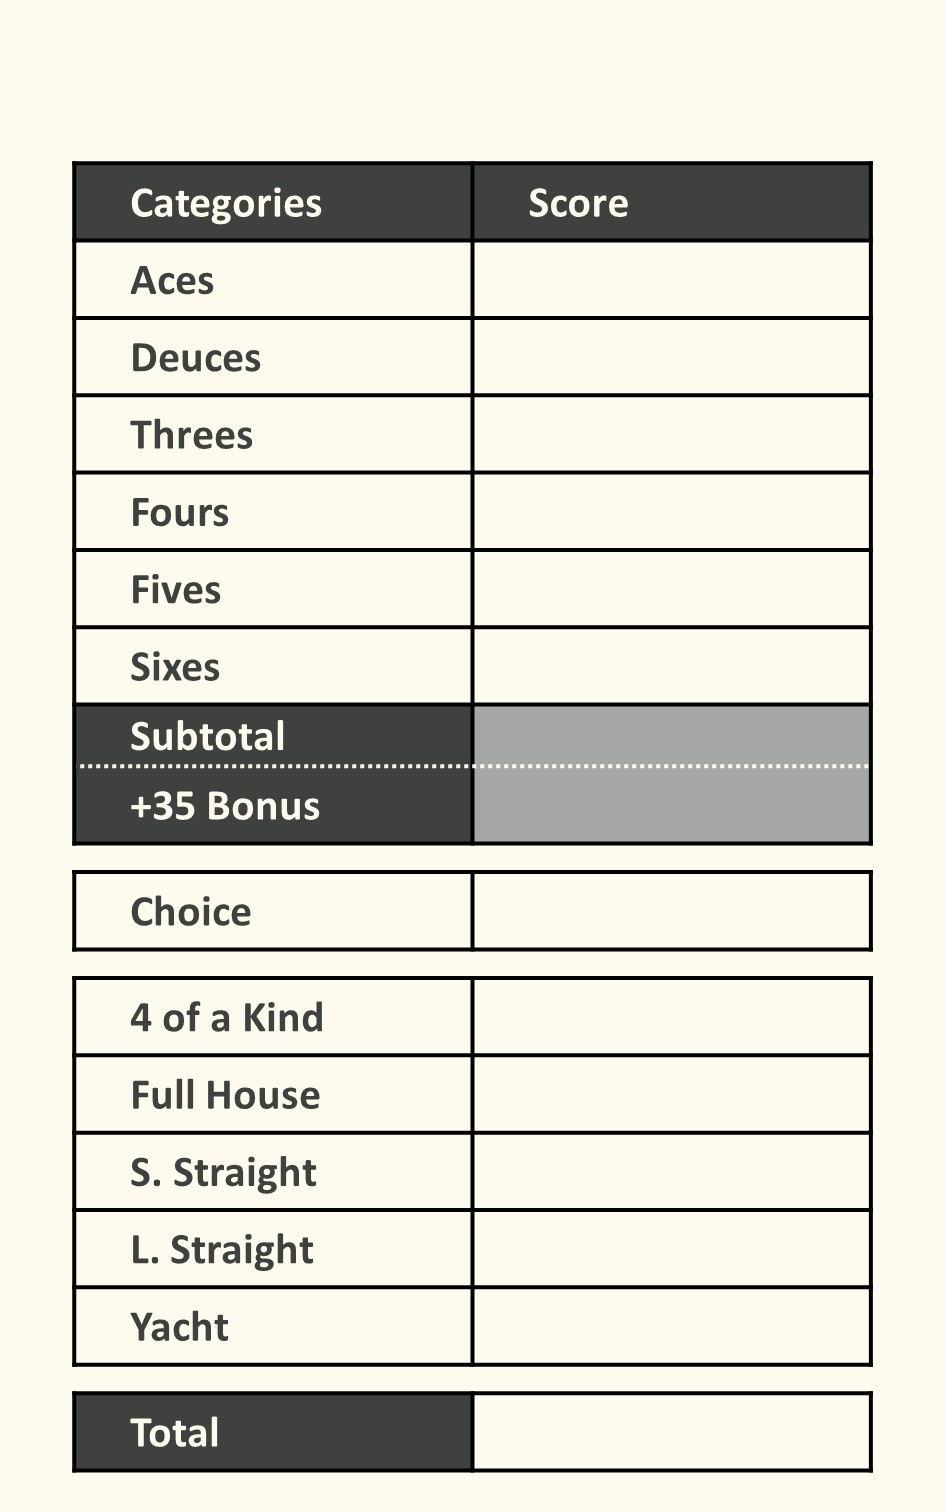 Categories Score
Aces
Deuces
Threes
Fours
Fives
Sixes
Subtotal
+35 Bonus
Choice
4 of a Kind
Full House
S. Straight
L. Straight
Yacht
Total